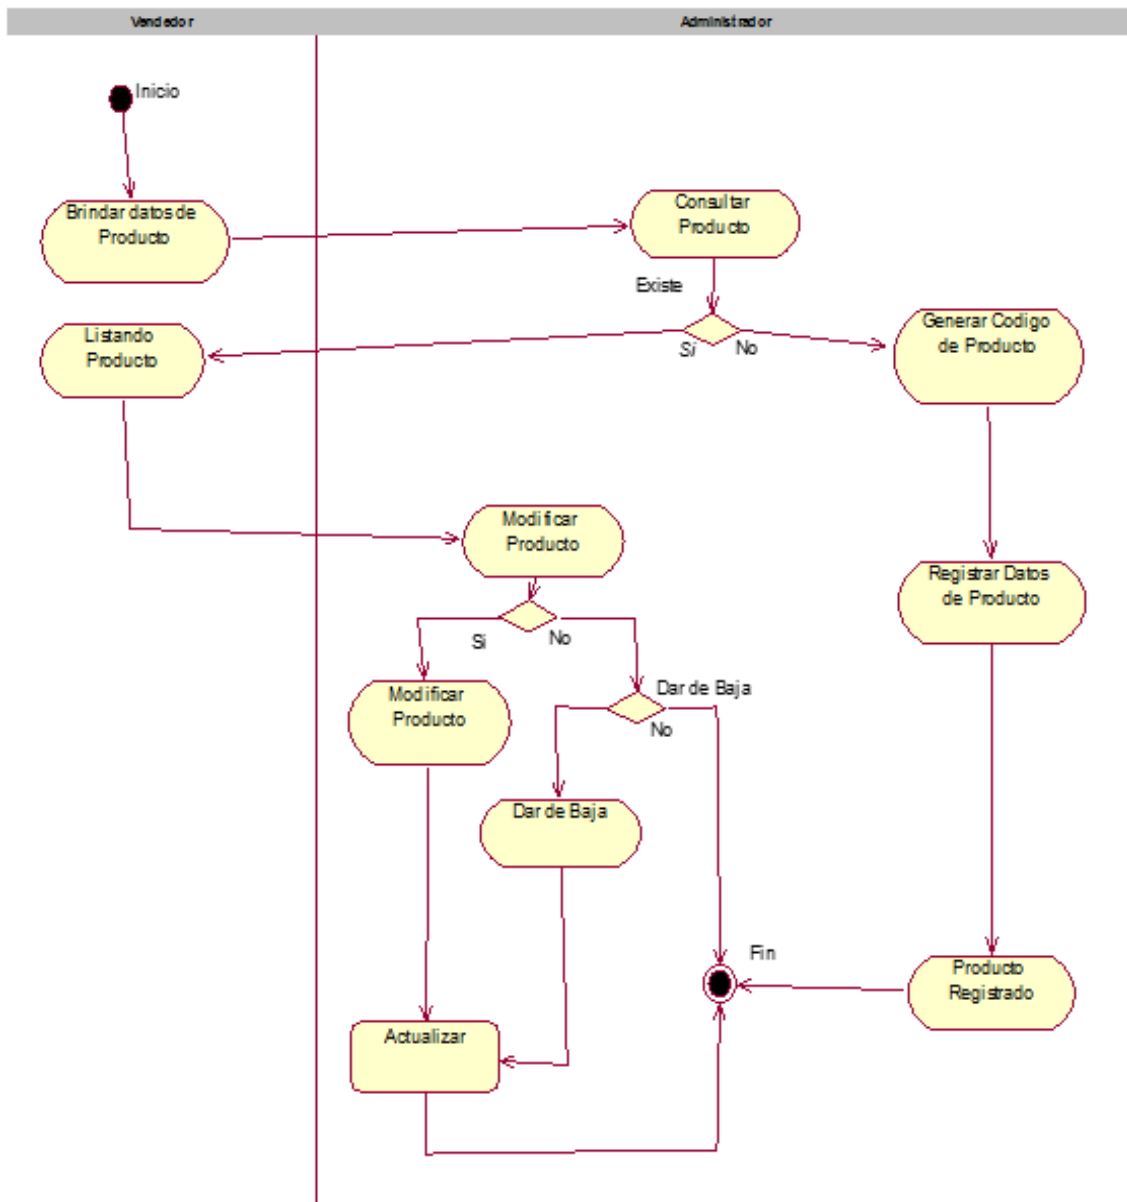 Vendedor
Administrador
Inicio
Brindar datos de
Producto
Consultar
Producto
Existe
Listando
Producto
Si
No
Generar Codigo
de Producto
Modificar
Producto
Registrar Datos
de Producto
Si
No
Modificar
Producto
Dar de Baja
No
Dar de Baja
Fin
Producto
Registrado
Actualizar